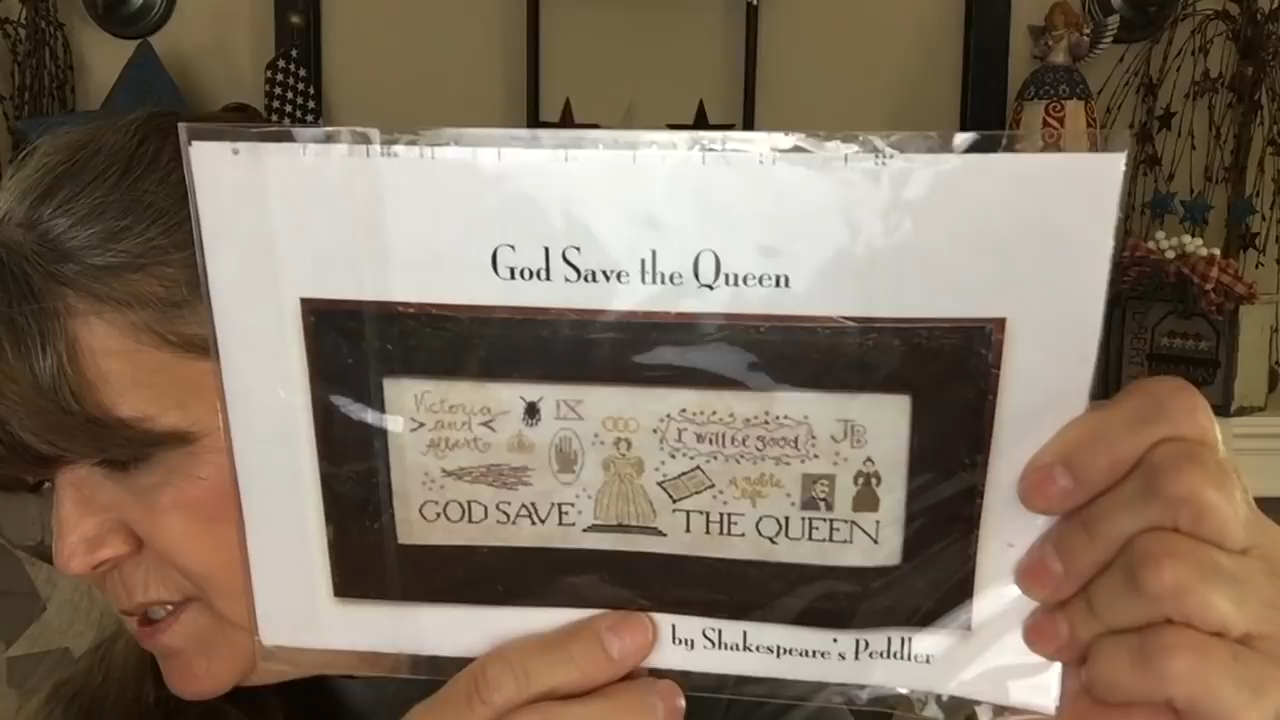 God Save the Queen
Victoria
and
Albert
IX
I will be good
JB
a noble
life
GOD SAVE THE QUEEN
by Shakespeare's Peddler